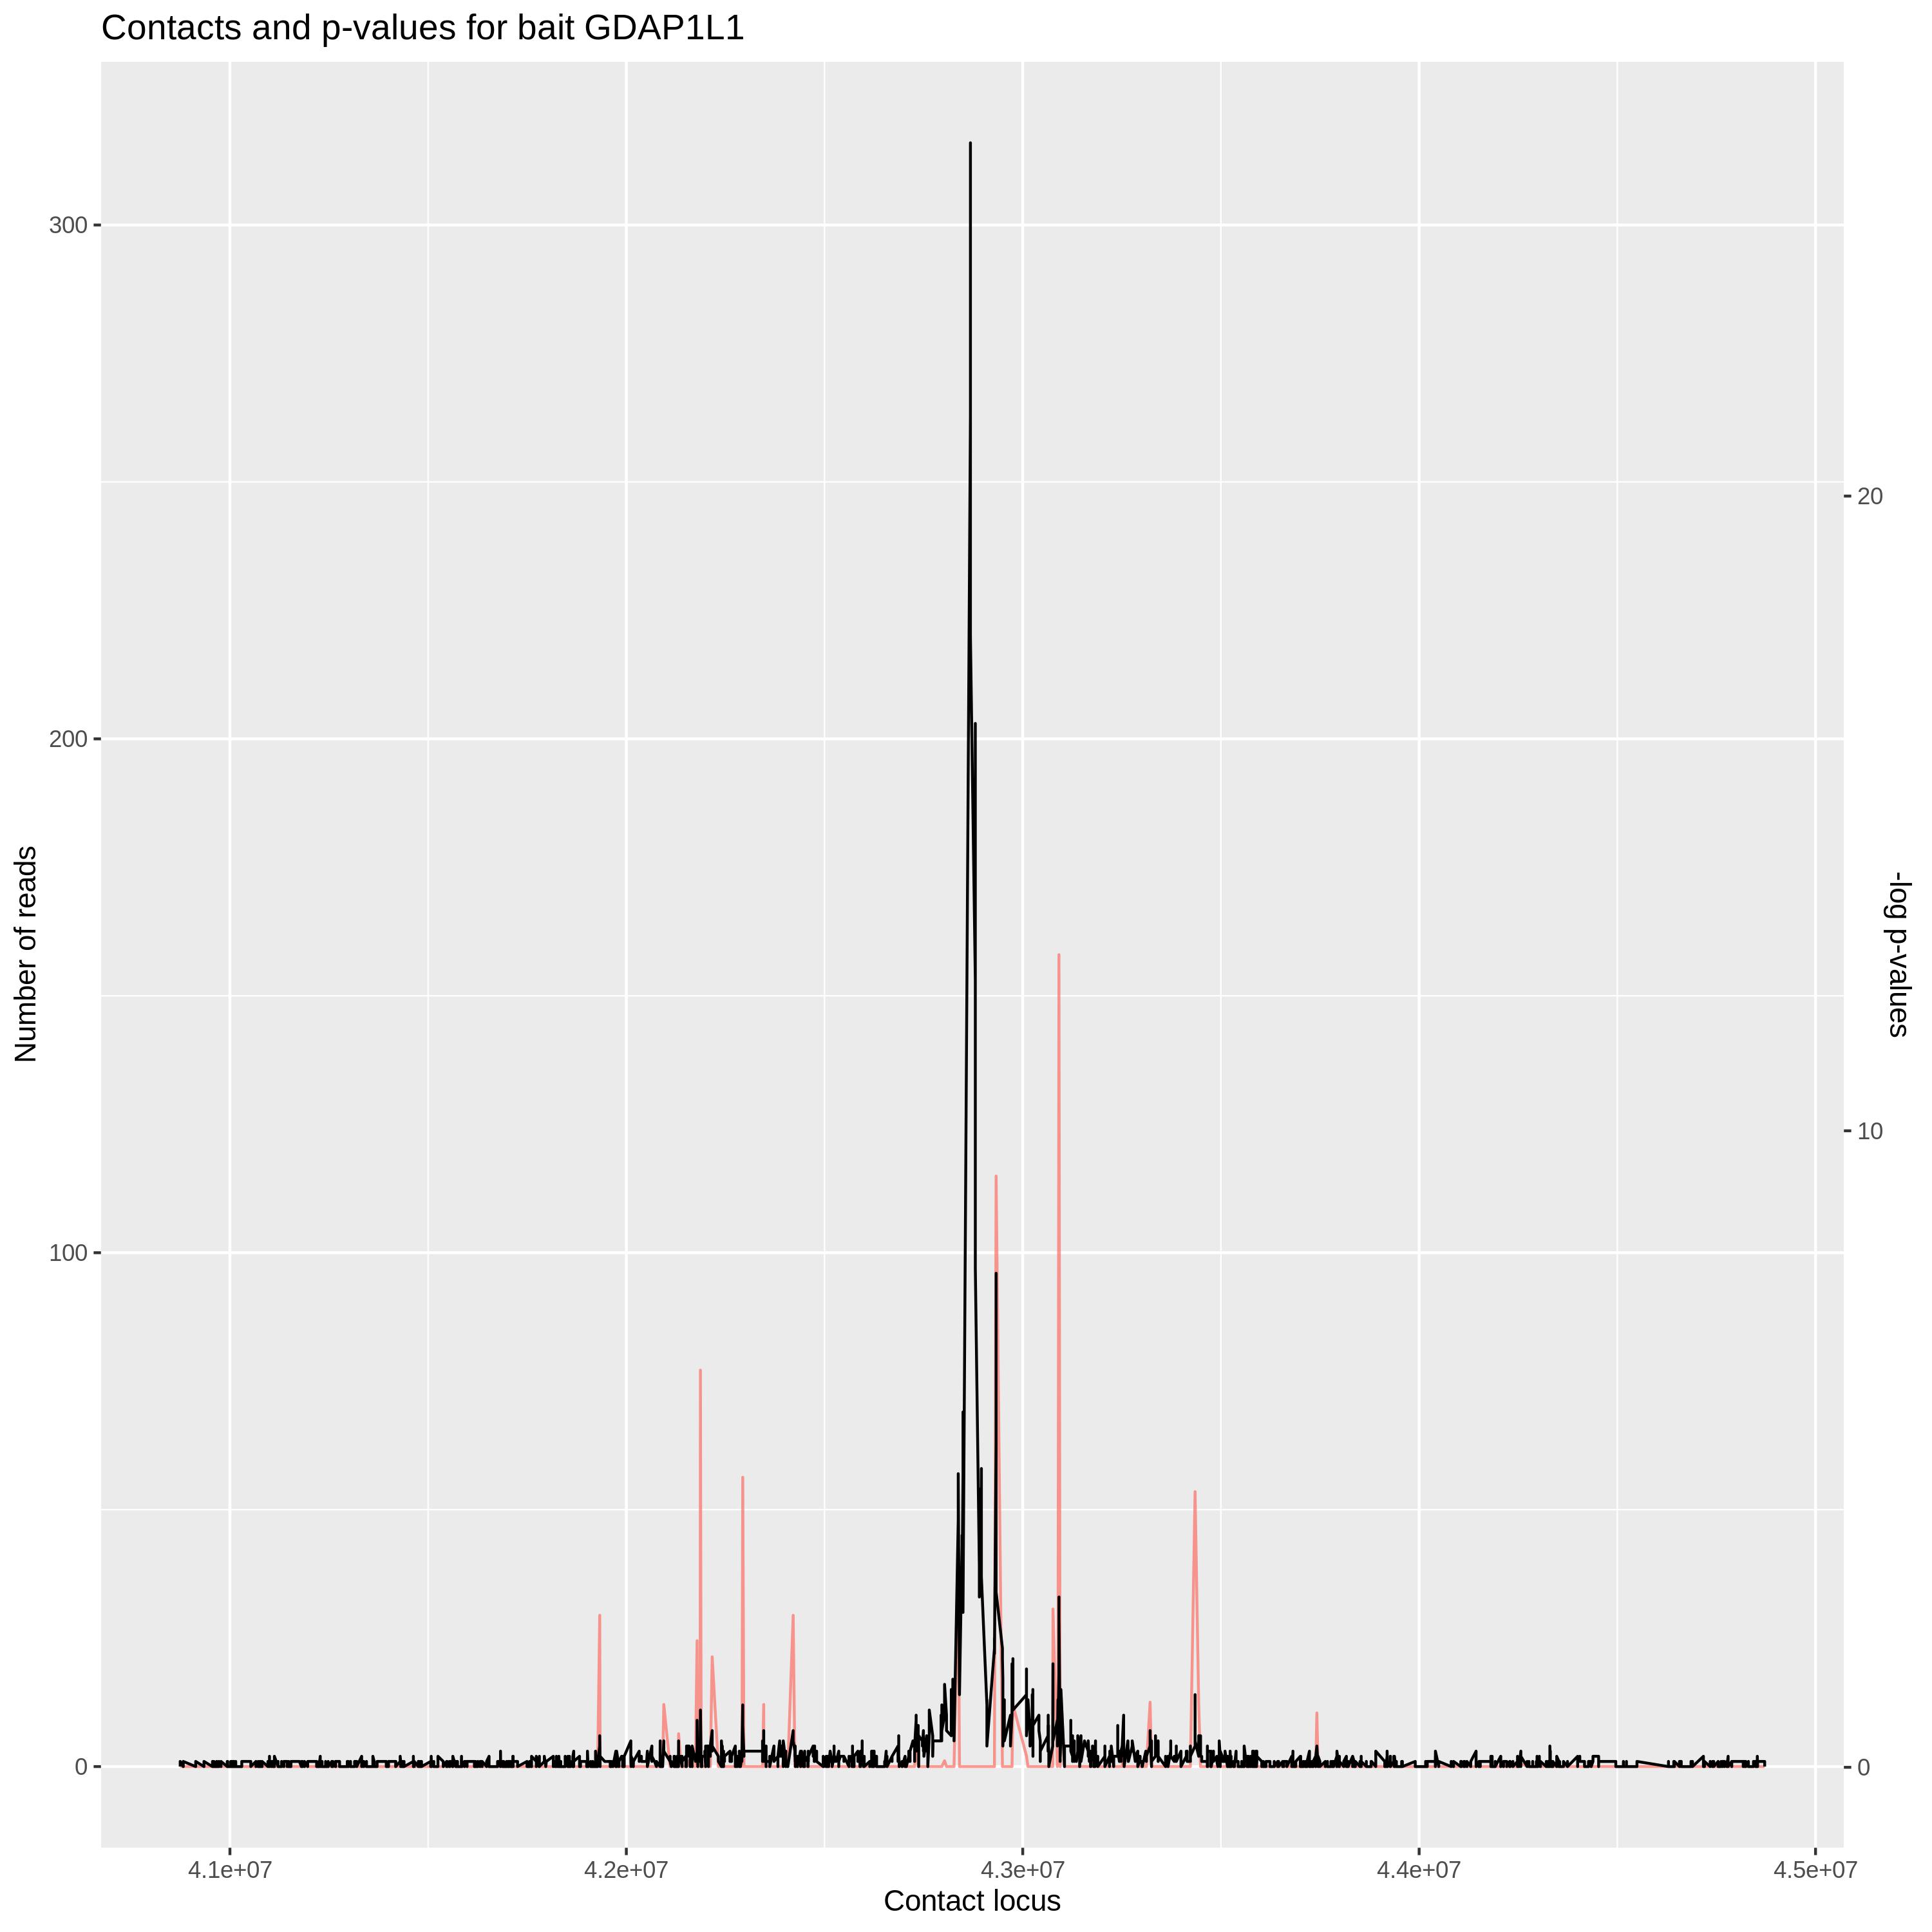 Contacts and p-values for bait GDAP1L1
300
200
100
0
Number of reads
20
10
0
-log p-values
4.1e+07
4.2e+07
4.3e+07
4.4e+07
4.5e+07
Contact locus